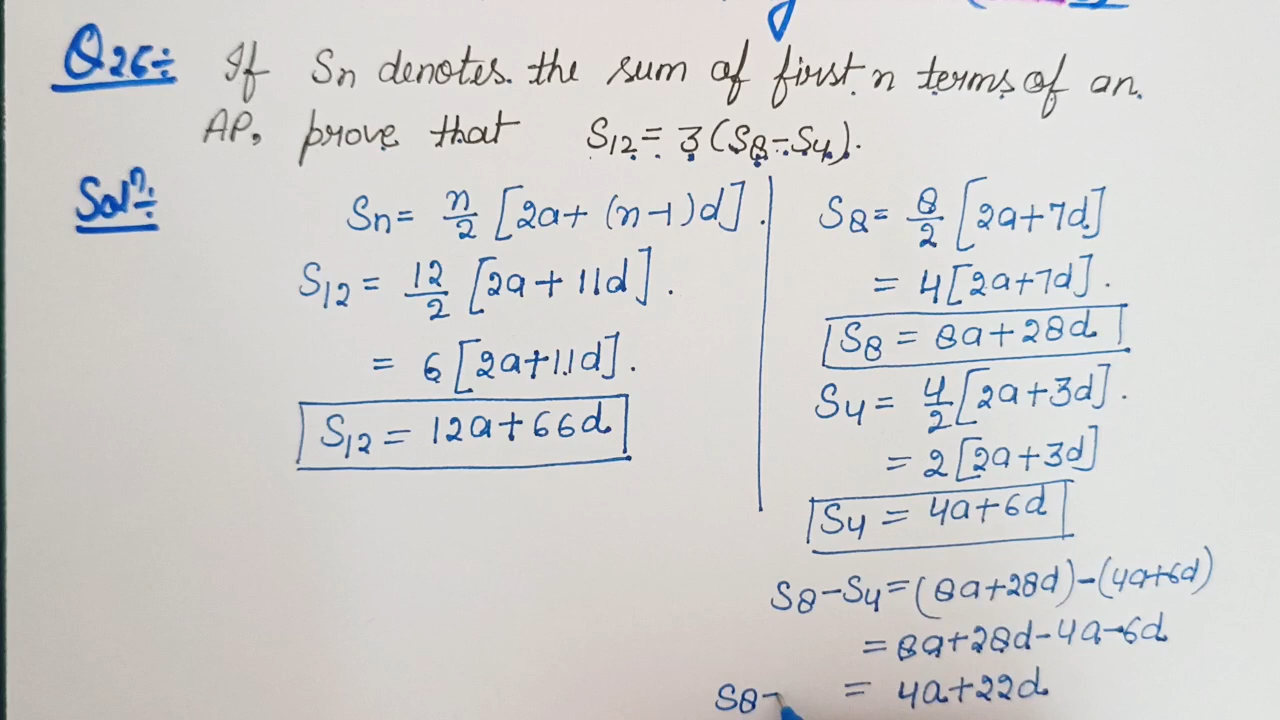 Q26÷ If Sn denotes. the sum of first n terms of an.
AP, prove that S12 = 3(S8-S4).
Sol^n÷
Sn = n/2 [2a+(n-1)d].
S12 = 12/2 [2a+11d].
= 6[2a+11d].
S12 = 12a+66d
S8 = 8/2 [2a+7d]
= 4[2a+7d].
S8 = 8a+28d
S4 = 4/2 [2a+3d].
= 2[2a+3d]
S4 = 4a+6d
S8-S4 = (8a+28d)-(4a+6d)
= 8a+28d-4a-6d
S8- = 4a+22d